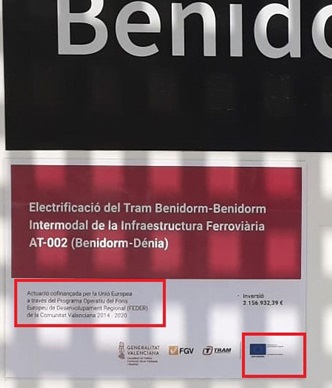 Benido
Electrificació del Tram Benidorm-Benidorm
Intermodal de la Infraestructura Ferroviària
AT-002 (Benidorm-Dénia)
Actuació cofinançada per la Unió Europea
a través del Programa Operatiu del Fons
Europeu de Desenvolupament Regional (FEDER)
de la Comunitat Valenciana 2014 - 2020
Inversió
3 156.932,39 €
GENERALITAT
VALENCIANA
FGV
TRAM